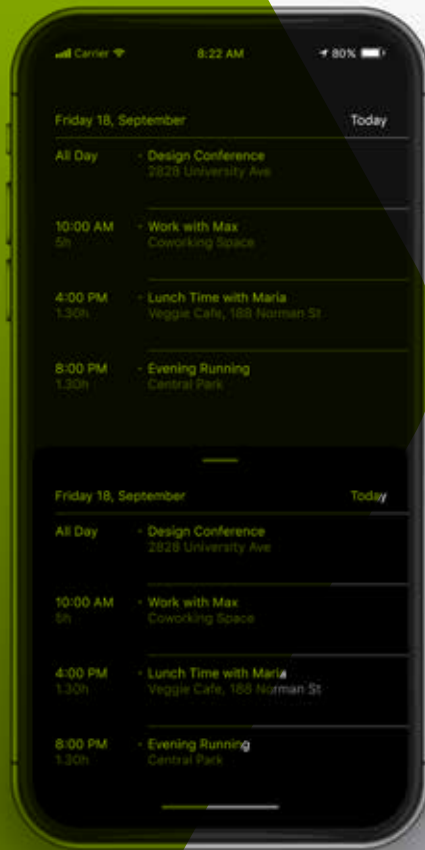 Carrier 8:22 AM 80%
Friday 18, September Today
All Day · Design Conference
2828 University Ave
10:00 AM · Work with Max
5h Coworking Space
4:00 PM · Lunch Time with Maria
1.30h Veggie Cafe, 188 Norman St
8:00 PM · Evening Running
1.30h Central Park
Friday 18, September Today
All Day · Design Conference
2828 University Ave
10:00 AM · Work with Max
5h Coworking Space
4:00 PM · Lunch Time with Maria
1.30h Veggie Cafe, 188 Norman St
8:00 PM · Evening Running
1.30h Central Park